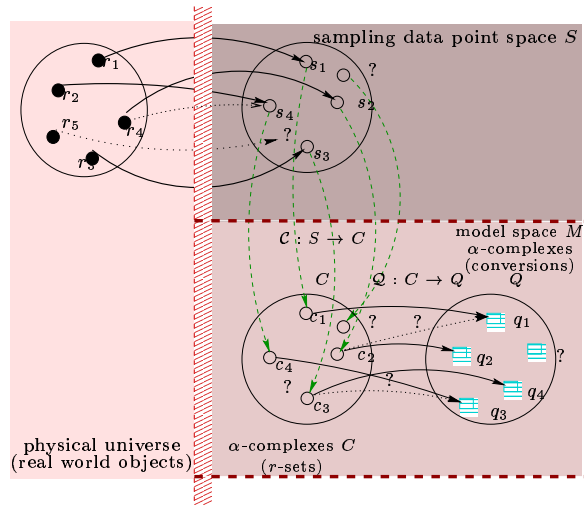 sampling data point space S
r₁
s₁
?
r₂
s₂
s₄
r₅
r₄
?
r₃
s₃
model space M
α-complexes
(conversions)
𝒞 : S → C
C
𝒬 : C → Q
Q
c₁
?
?
q₁
c₂
q₂
?
c₄
?
?
q₄
c₃
q₃
physical universe
(real world objects)
α-complexes C
(r-sets)